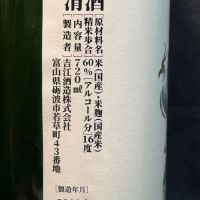 清酒
【原材料名】米(国産)・米麹(国産米)
精米歩合】60%【アルコール分】16度
【内容量】720ml
【製造者】吉江酒造株式会社
富山県砺波市若草町43番地
【製造年月】